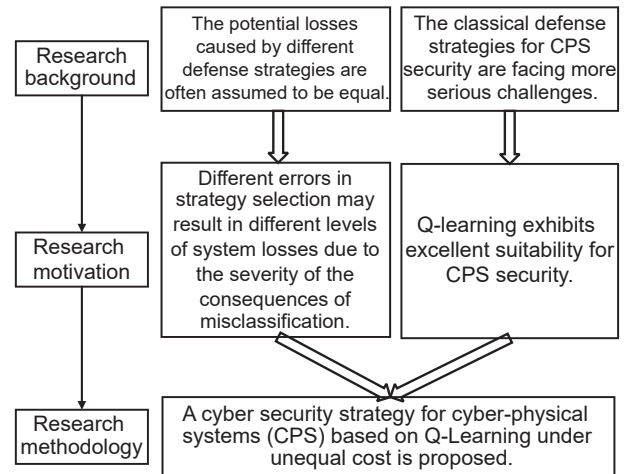 Research
background
The potential losses
caused by different
defense strategies are
often assumed to be equal.
The classical defense
strategies for CPS
security are facing more
serious challenges.
Research
motivation
Different errors in
strategy selection may
result in different levels
of system losses due to
the severity of the
consequences of
misclassification.
Q-learning exhibits
excellent suitability for
CPS security.
Research
methodology
A cyber security strategy for cyber-physical
systems (CPS) based on Q-Learning under
unequal cost is proposed.